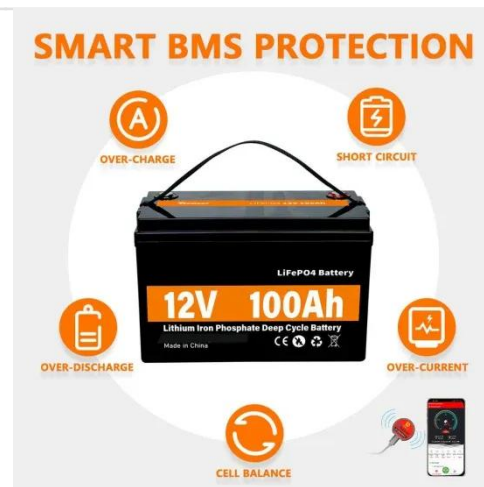 SMART BMS PROTECTION
OVER-CHARGE
SHORT CIRCUIT
LiFePO4 Battery
12V 100Ah
Lithium Iron Phosphate Deep Cycle Battery
Made in China
CE
OVER-DISCHARGE
OVER-CURRENT
CELL BALANCE